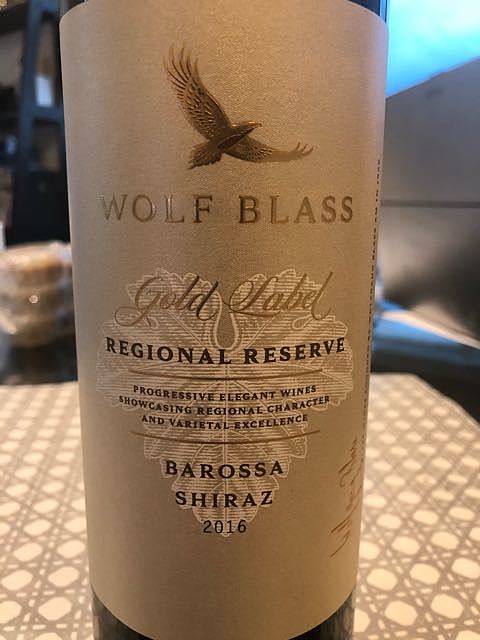 WOLF BLASS
Gold Label
REGIONAL RESERVE
PROGRESSIVE ELEGANT WINES
SHOWCASING REGIONAL CHARACTER
AND VARIETAL EXCELLENCE
BAROSSA
SHIRAZ
2016